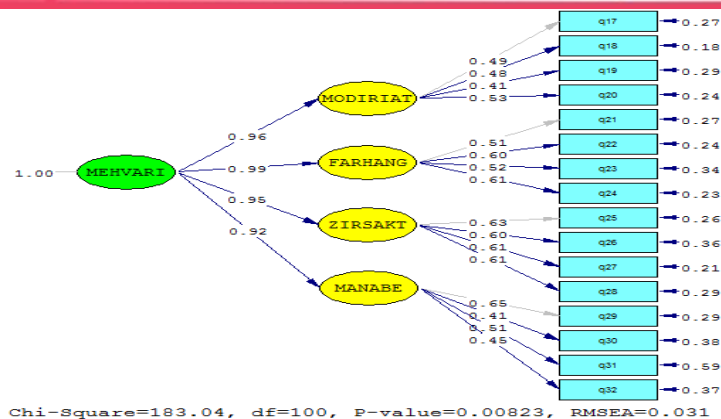 q17 0.27
q18 0.18
0.49
q19 0.29
0.48
0.41
MODIRIAT
q20 0.24
0.53
q21 0.27
0.96
0.51
q22 0.24
0.60
FARHANG
0.99
q23 0.34
1.00 MEHVARI
0.52
0.61
q24 0.23
0.95
q25 0.26
0.63
ZIRSAKT
0.92
0.60
q26 0.36
0.61
q27 0.21
0.61
MANABE
q28 0.29
0.65
q29 0.29
0.41
0.51
q30 0.38
0.45
q31 0.59
q32 0.37
Chi-Square=183.04, df=100, P-value=0.00823, RMSEA=0.031